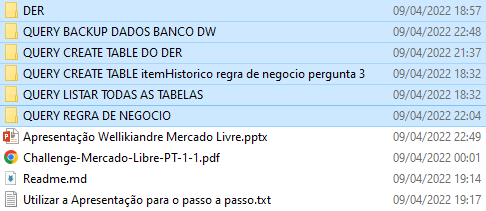 DER 09/04/2022 18:57
QUERY BACKUP DADOS BANCO DW 09/04/2022 22:48
QUERY CREATE TABLE DO DER 09/04/2022 21:37
QUERY CREATE TABLE itemHistorico regra de negocio pergunta 3 09/04/2022 18:32
QUERY LISTAR TODAS AS TABELAS 09/04/2022 18:32
QUERY REGRA DE NEGOCIO 09/04/2022 22:04
Apresentação Wellikiandre Mercado Livre.pptx 09/04/2022 22:49
Challenge-Mercado-Libre-PT-1-1.pdf 09/04/2022 00:01
Readme.md 09/04/2022 19:14
Utilizar a Apresentação para o passo a passo.txt 09/04/2022 19:17